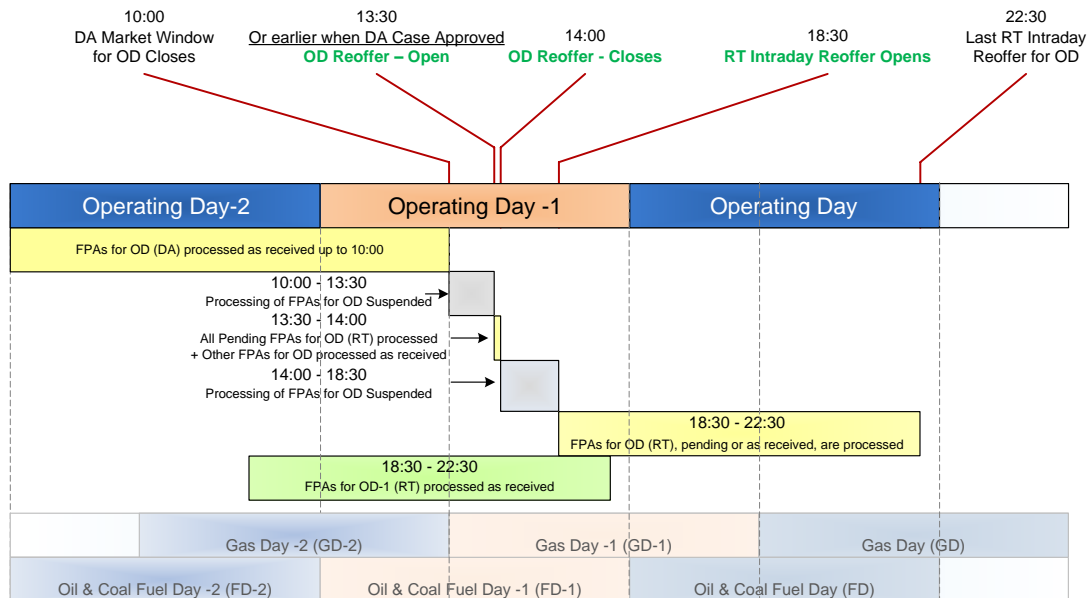 10:00
DA Market Window
for OD Closes
13:30
Or earlier when DA Case Approved
OD Reoffer – Open
14:00
OD Reoffer - Closes
18:30
RT Intraday Reoffer Opens
22:30
Last RT Intraday
Reoffer for OD
Operating Day-2
Operating Day -1
Operating Day
FPAs for OD (DA) processed as received up to 10:00
10:00 - 13:30
Processing of FPAs for OD Suspended
13:30 - 14:00
All Pending FPAs for OD (RT) processed
+ Other FPAs for OD processed as received
14:00 - 18:30
Processing of FPAs for OD Suspended
18:30 - 22:30
FPAs for OD (RT), pending or as received, are processed
18:30 - 22:30
FPAs for OD-1 (RT) processed as received
Gas Day -2 (GD-2)
Gas Day -1 (GD-1)
Gas Day (GD)
Oil & Coal Fuel Day -2 (FD-2)
Oil & Coal Fuel Day -1 (FD-1)
Oil & Coal Fuel Day (FD)